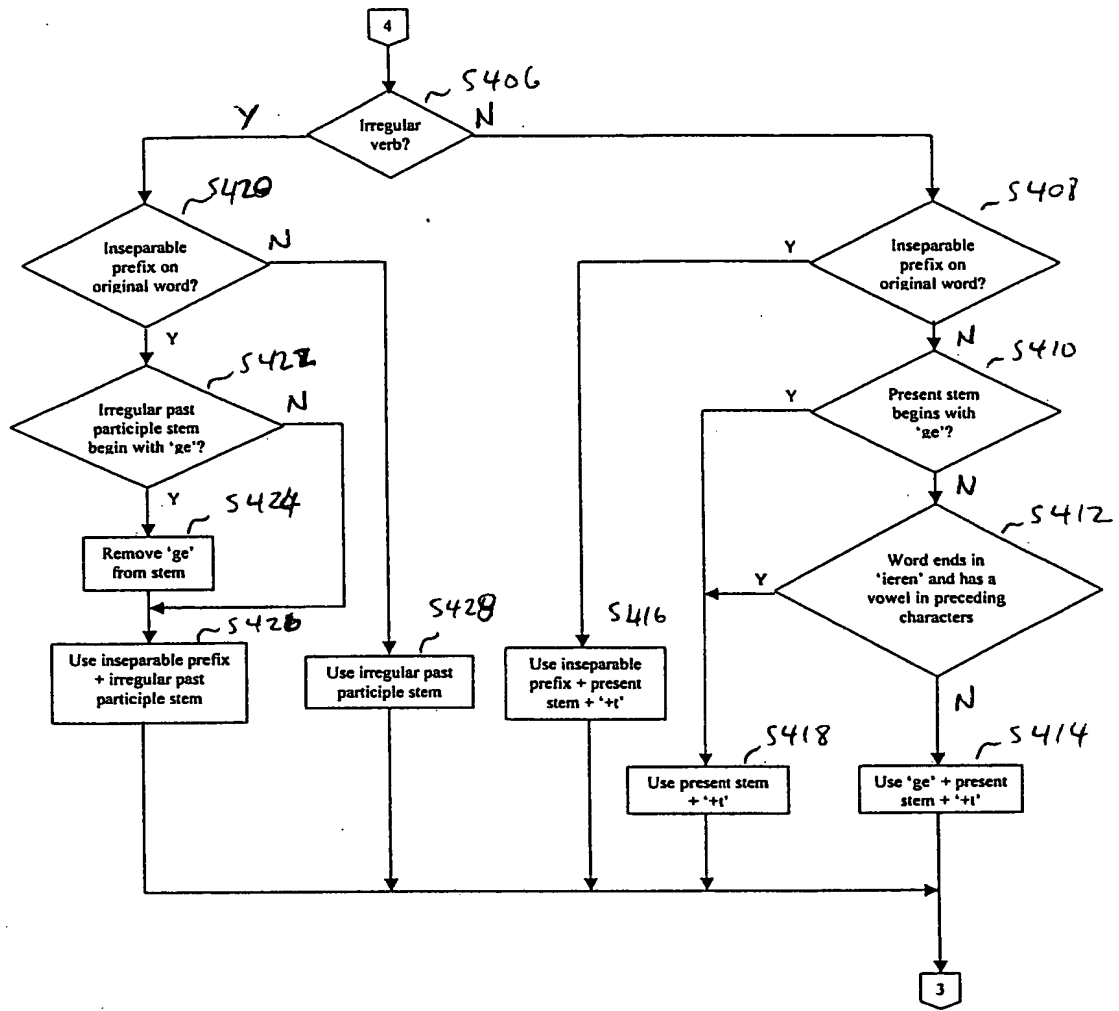 4
S406
Y
N
Irregular
verb?
S420
S408
Inseparable
prefix on
original word?
N
Y
Inseparable
prefix on
original word?
Y
N
S422
S410
Irregular past
participle stem
begin with 'ge'?
N
Y
Present stem
begins with
'ge'?
Y
N
S424
S412
Remove 'ge'
from stem
Y
Word ends in
'ieren' and has a
vowel in preceding
characters
S426
S428
S416
Use inseparable prefix
+ irregular past
participle stem
Use irregular past
participle stem
Use inseparable
prefix + present
stem + '+t'
N
S418
S414
Use present stem
+ '+t'
Use 'ge' + present
stem + '+t'
3